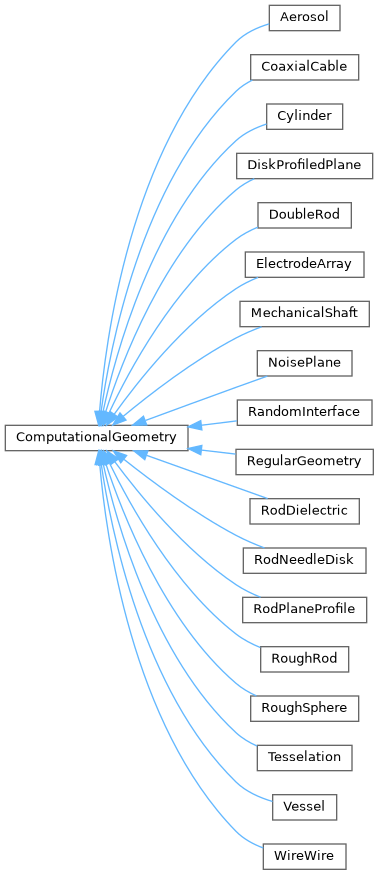 Aerosol
CoaxialCable
Cylinder
DiskProfiledPlane
DoubleRod
ElectrodeArray
MechanicalShaft
NoisePlane
RandomInterface
ComputationalGeometry
RegularGeometry
RodDielectric
RodNeedleDisk
RodPlaneProfile
RoughRod
RoughSphere
Tesselation
Vessel
WireWire